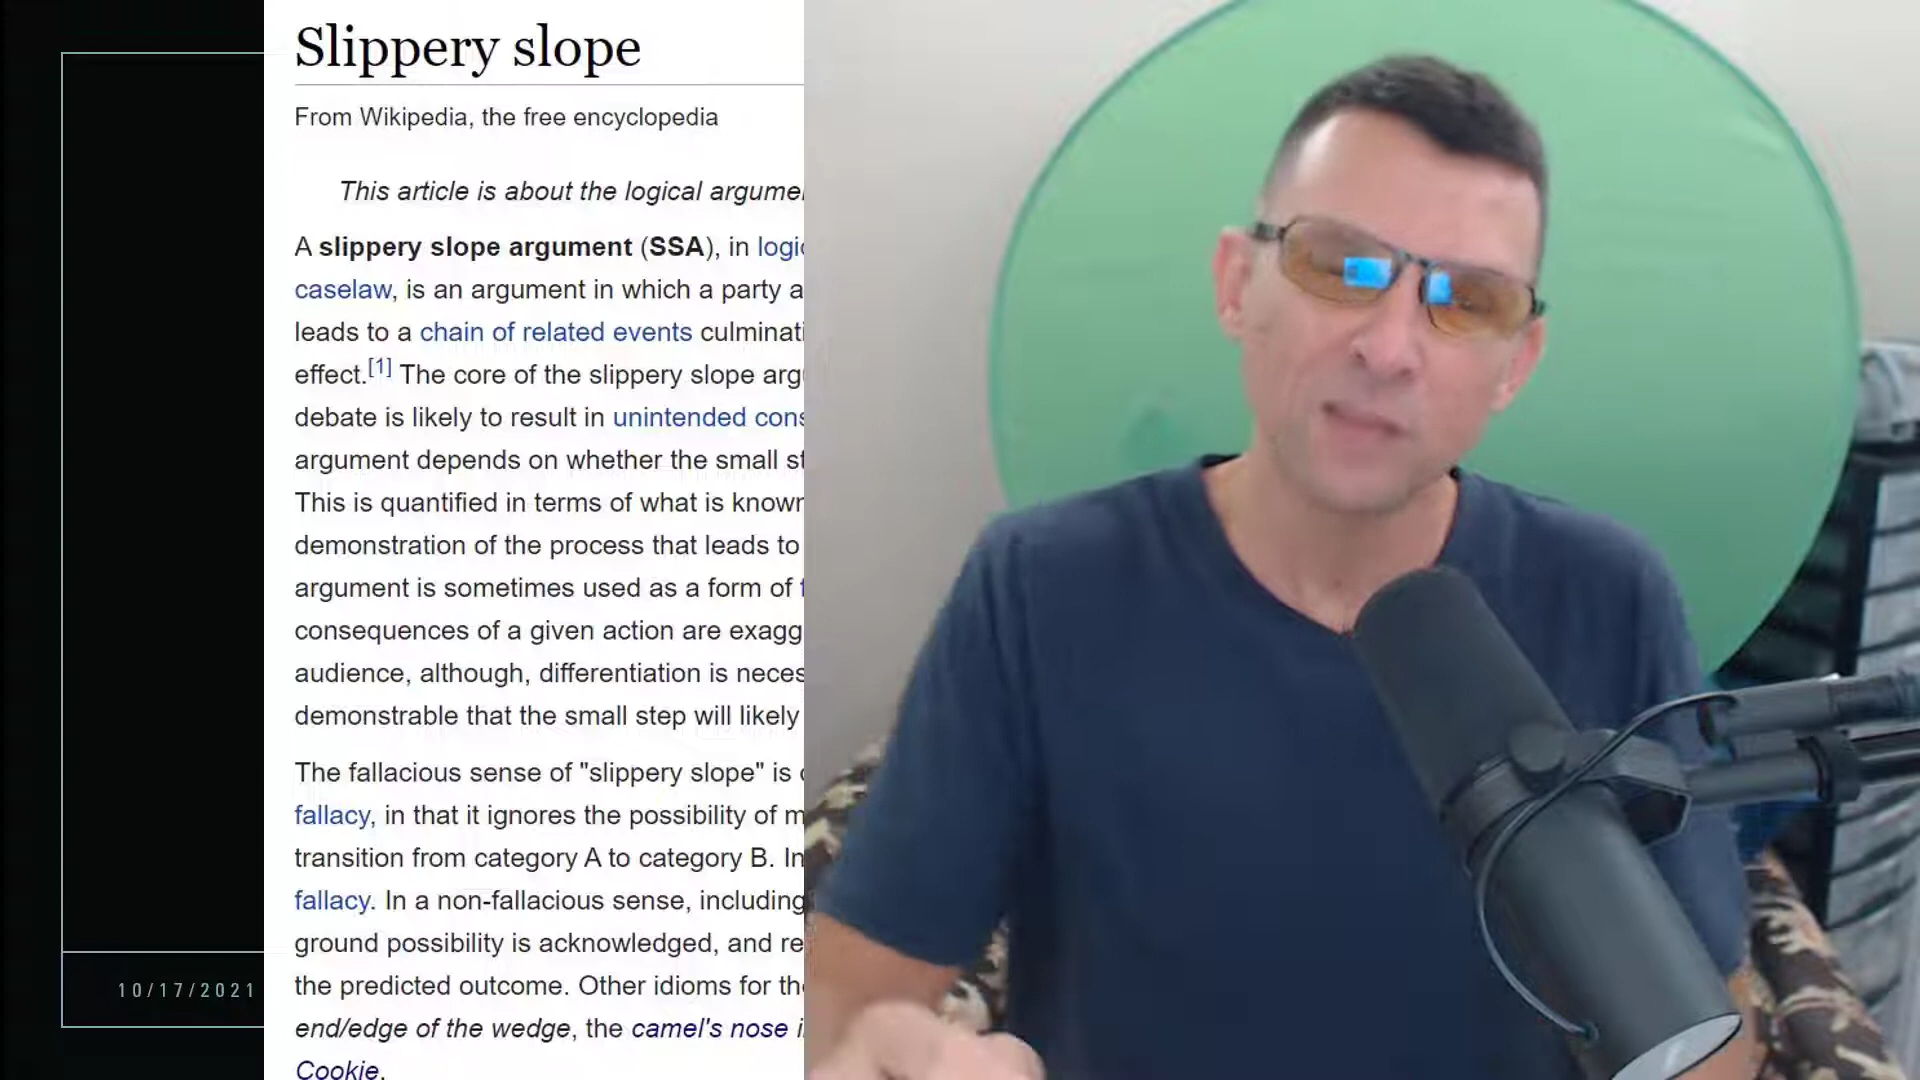 Slippery slope
From Wikipedia, the free encyclopedia
This article is about the logical argume
A slippery slope argument (SSA), in logic
caselaw, is an argument in which a party a
leads to a chain of related events culminati
effect.[1] The core of the slippery slope arg
debate is likely to result in unintended cons
argument depends on whether the small st
This is quantified in terms of what is known
demonstration of the process that leads to
argument is sometimes used as a form of
consequences of a given action are exagg
audience, although, differentiation is neces
demonstrable that the small step will likely
The fallacious sense of "slippery slope" is
fallacy, in that it ignores the possibility of m
transition from category A to category B. In
fallacy. In a non-fallacious sense, including
ground possibility is acknowledged, and re
the predicted outcome. Other idioms for the
end/edge of the wedge, the camel's nose i
Cookie.
10/17/2021